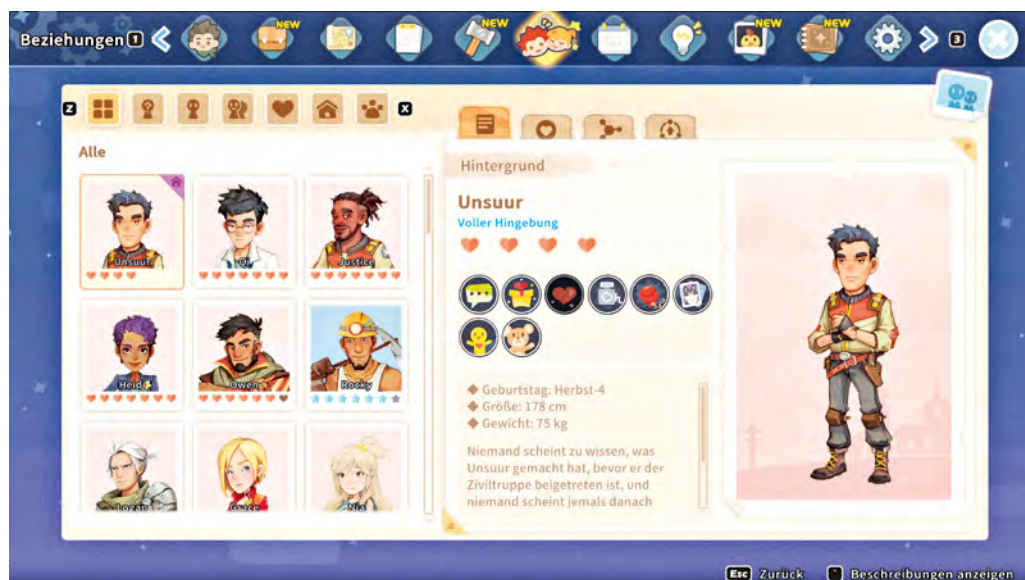 Beziehungen 1
NEW
NEW
NEW
NEW
3
Z
X
Alle
Unsuur
Qi
Justice
Heidi
Owen
Rocky
Logan
Grace
Nia
Hintergrund
Unsuur
Voller Hingebung
Geburtstag: Herbst-4
Größe: 178 cm
Gewicht: 75 kg
Niemand scheint zu wissen, was
Unsuur gemacht hat, bevor er der
Ziviltruppe beigetreten ist, und
niemand scheint jemals danach
Esc Zurück
Beschreibungen anzeigen